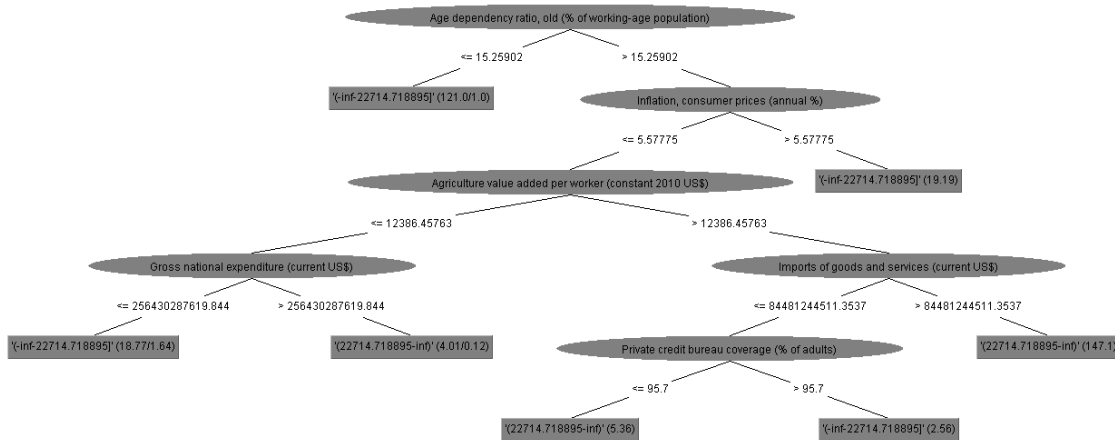 Age dependency ratio, old (% of working-age population)
<= 15.25902
> 15.25902
'(-inf-22714.718895]' (121.0/1.0)
Inflation, consumer prices (annual %)
<= 5.57775
> 5.57775
Agriculture value added per worker (constant 2010 US$)
'(-inf-22714.718895]' (19.19)
<= 12386.45763
> 12386.45763
Gross national expenditure (current US$)
Imports of goods and services (current US$)
<= 256430287619.844
> 256430287619.844
<= 84481244511.3537
> 84481244511.3537
'(-inf-22714.718895]' (18.77/1.64)
'(22714.718895-inf)' (4.01/0.12)
Private credit bureau coverage (% of adults)
'(22714.718895-inf)' (147.1)
<= 95.7
> 95.7
'(22714.718895-inf)' (5.36)
'(-inf-22714.718895]' (2.56)